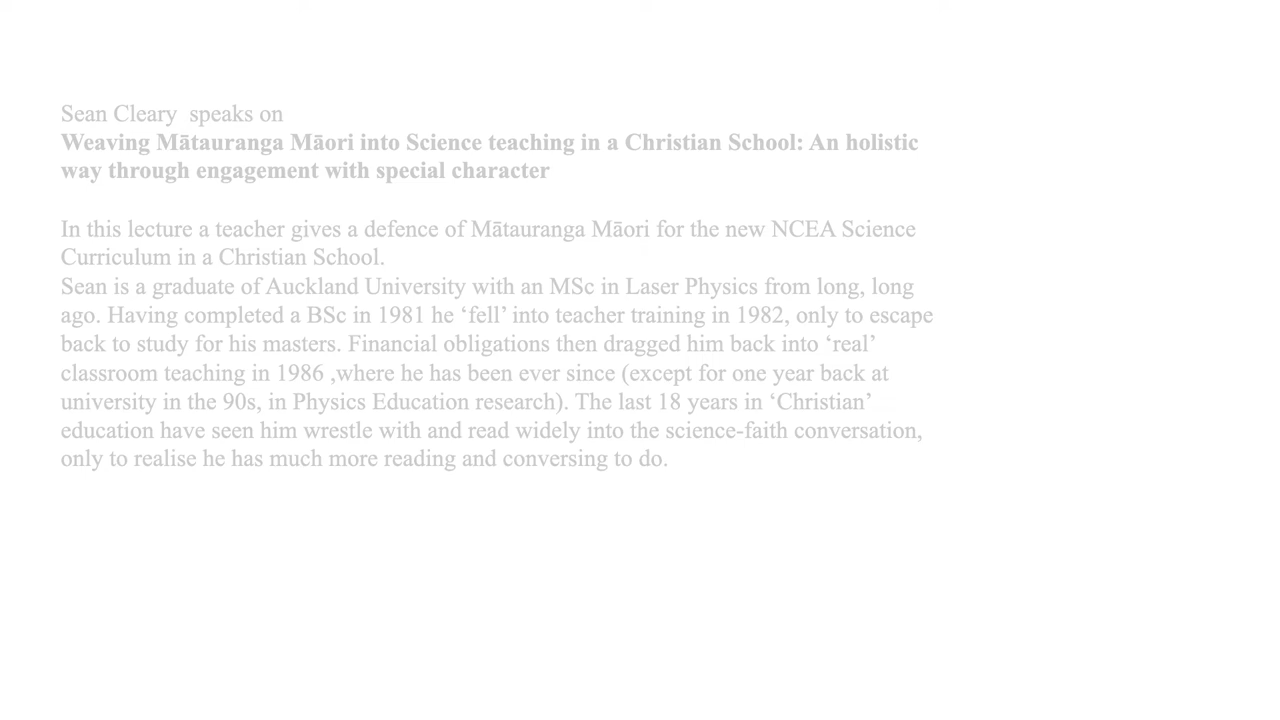 Sean Cleary  speaks on
Weaving Mātauranga Māori into Science teaching in a Christian School: An holistic
way through engagement with special character
In this lecture a teacher gives a defence of Mātauranga Māori for the new NCEA Science
Curriculum in a Christian School.
Sean is a graduate of Auckland University with an MSc in Laser Physics from long, long
ago. Having completed a BSc in 1981 he ‘fell’ into teacher training in 1982, only to escape
back to study for his masters. Financial obligations then dragged him back into ‘real’
classroom teaching in 1986 ,where he has been ever since (except for one year back at
university in the 90s, in Physics Education research). The last 18 years in ‘Christian’
education have seen him wrestle with and read widely into the science-faith conversation,
only to realise he has much more reading and conversing to do.